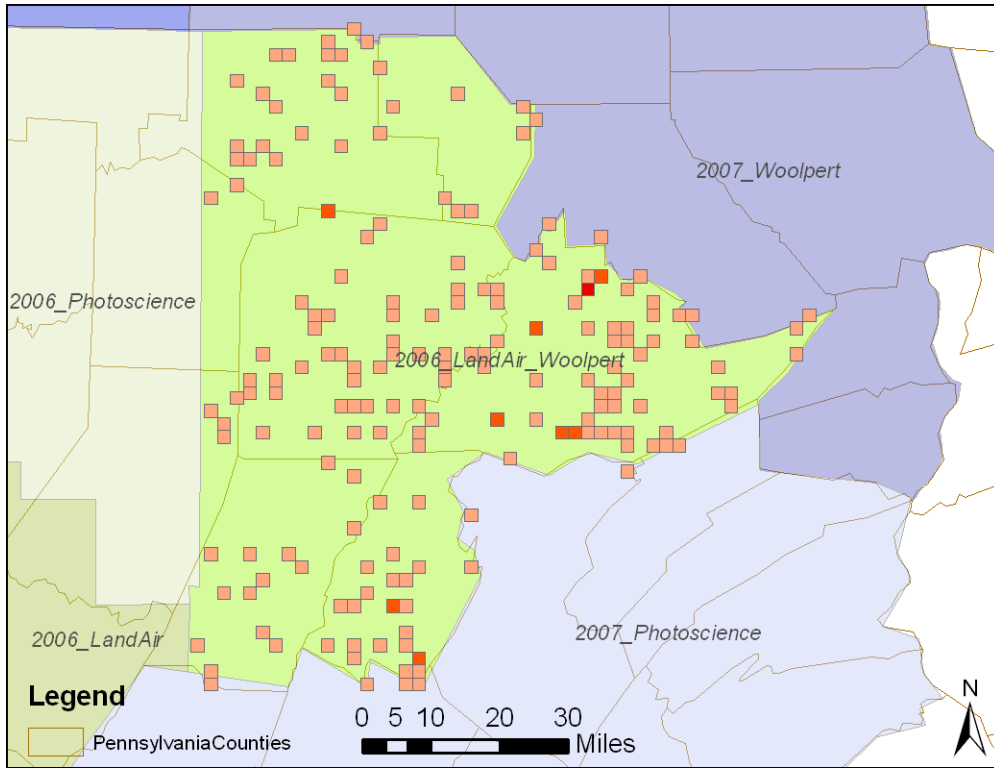 2007_Woolpert
2006_Photoscience
2006_LandAir_Woolpert
2006_LandAir
2007_Photoscience
Legend
PennsylvaniaCounties
0 5 10 20 30
Miles
N